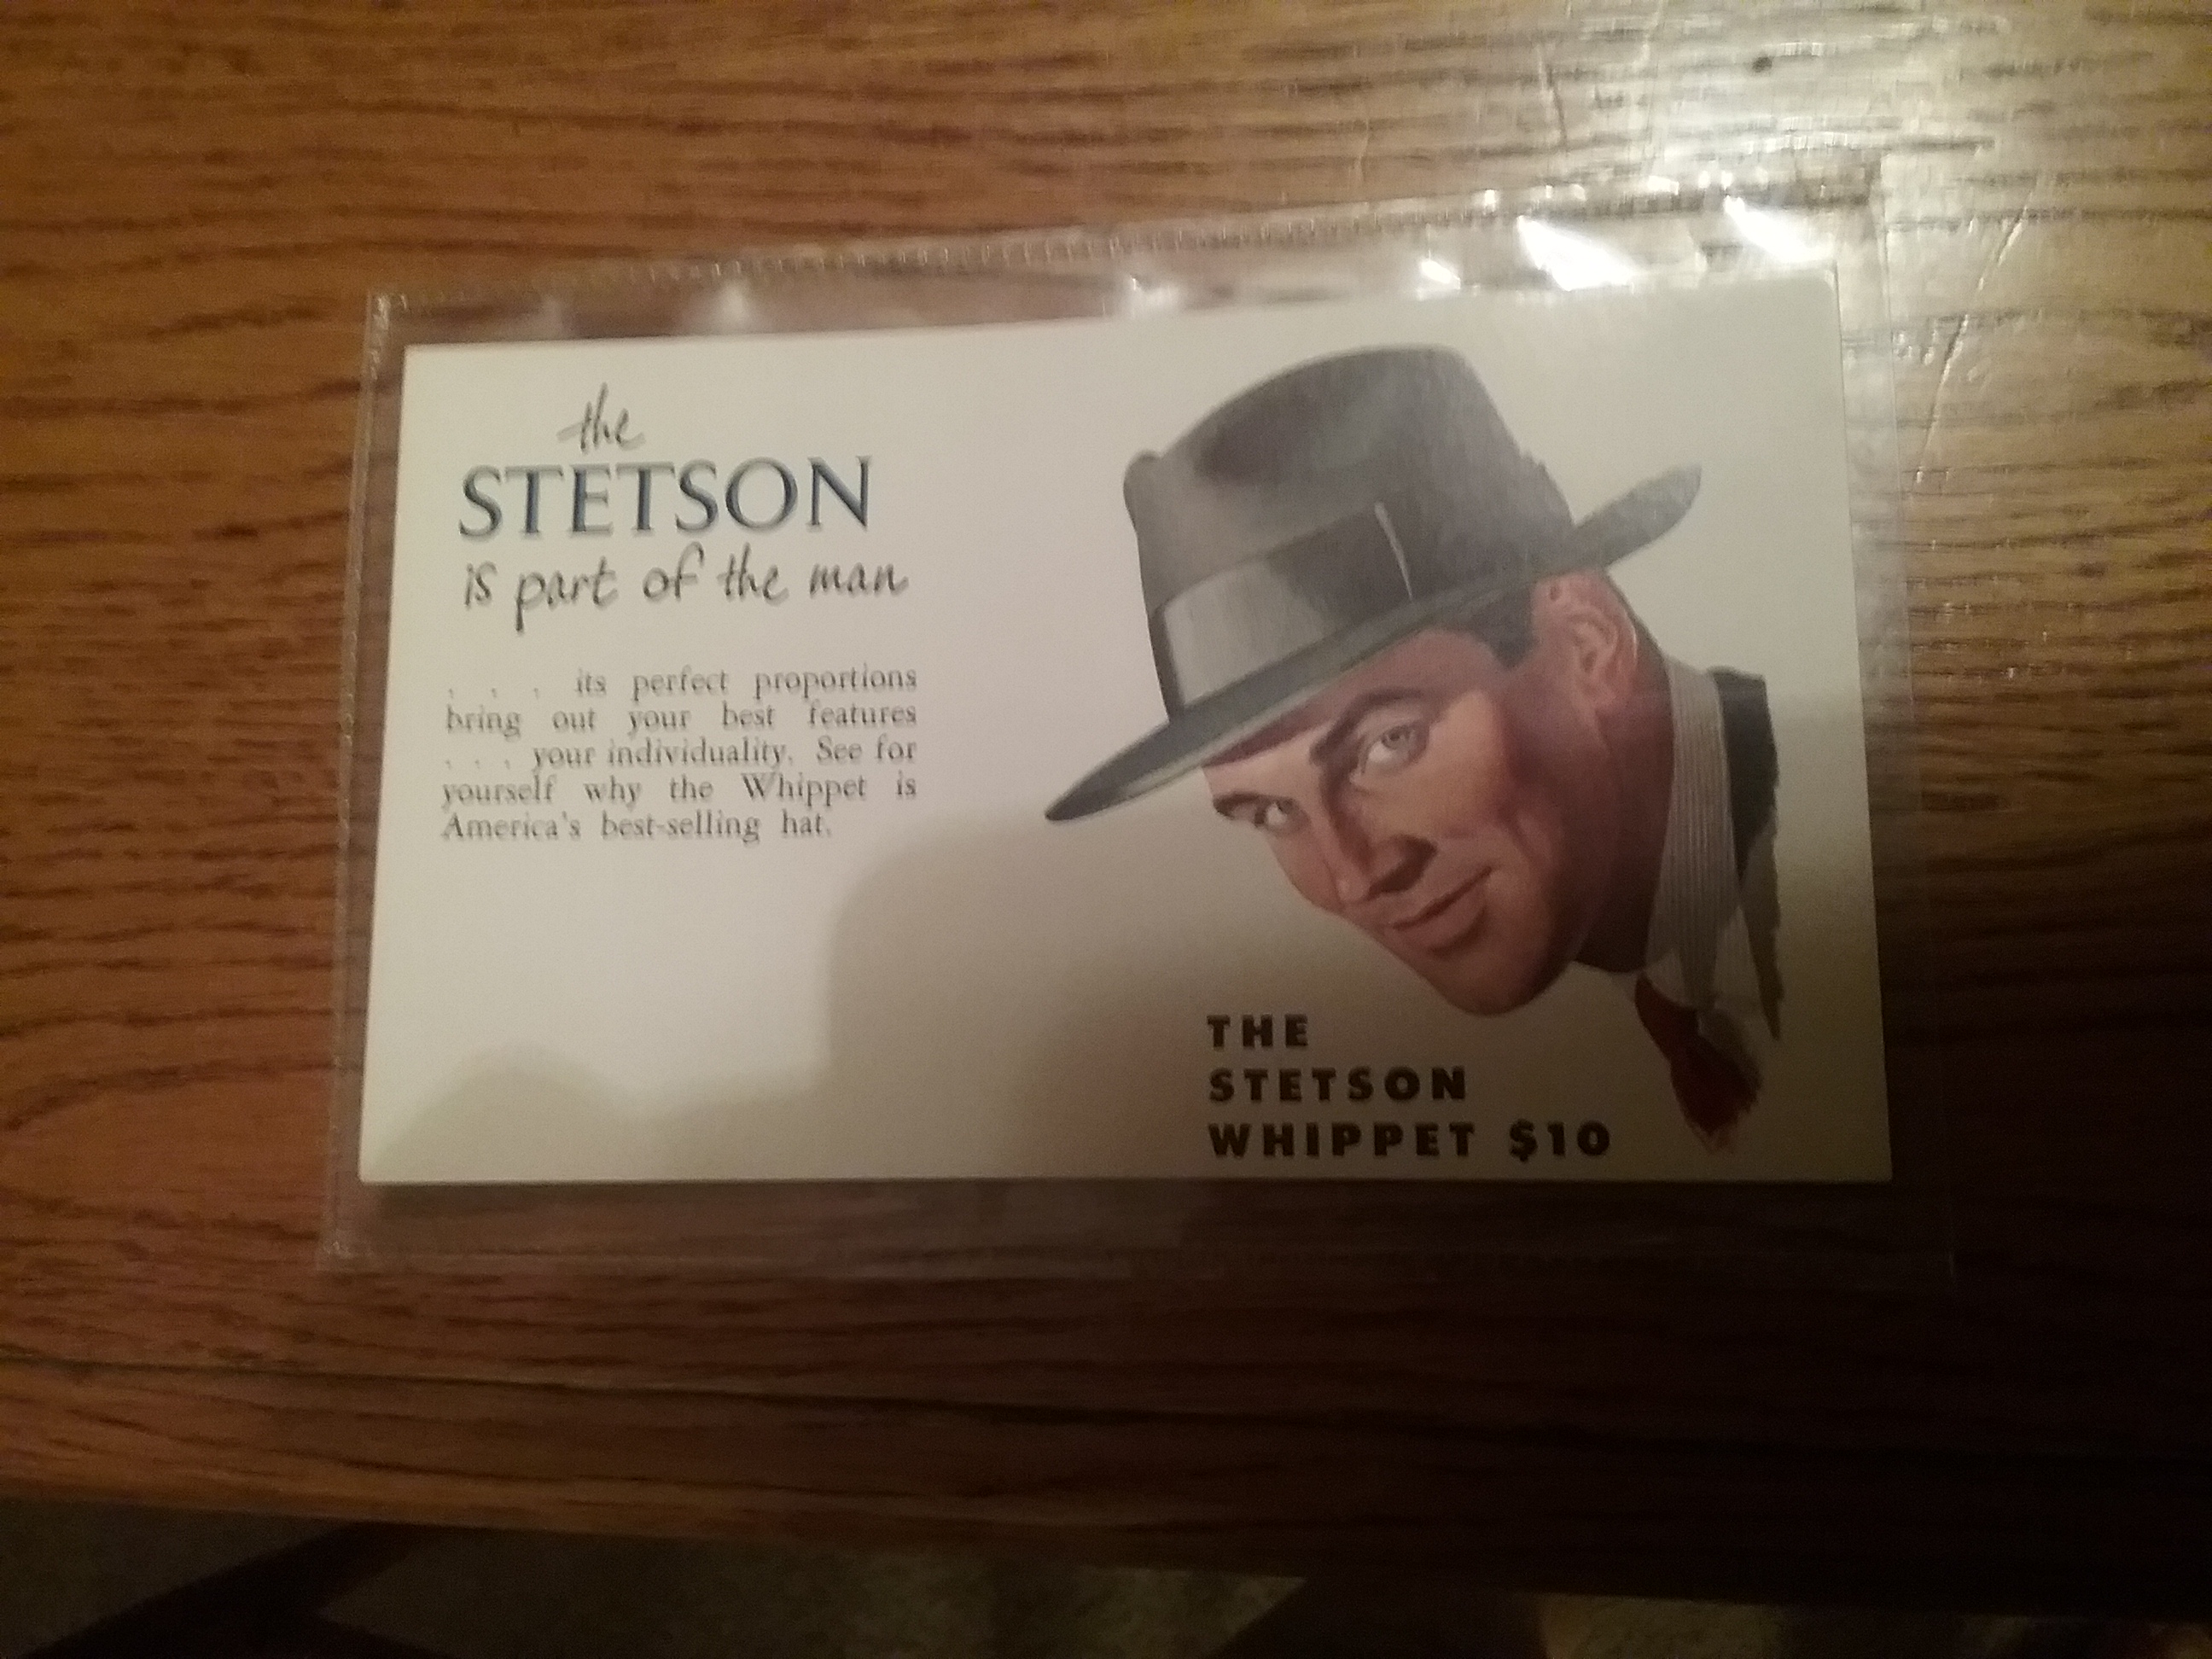 the
STETSON
is part of the man
. . . its perfect proportions
bring out your best features
. . . your individuality. See for
yourself why the Whippet is
America's best-selling hat.
THE
STETSON
WHIPPET $10